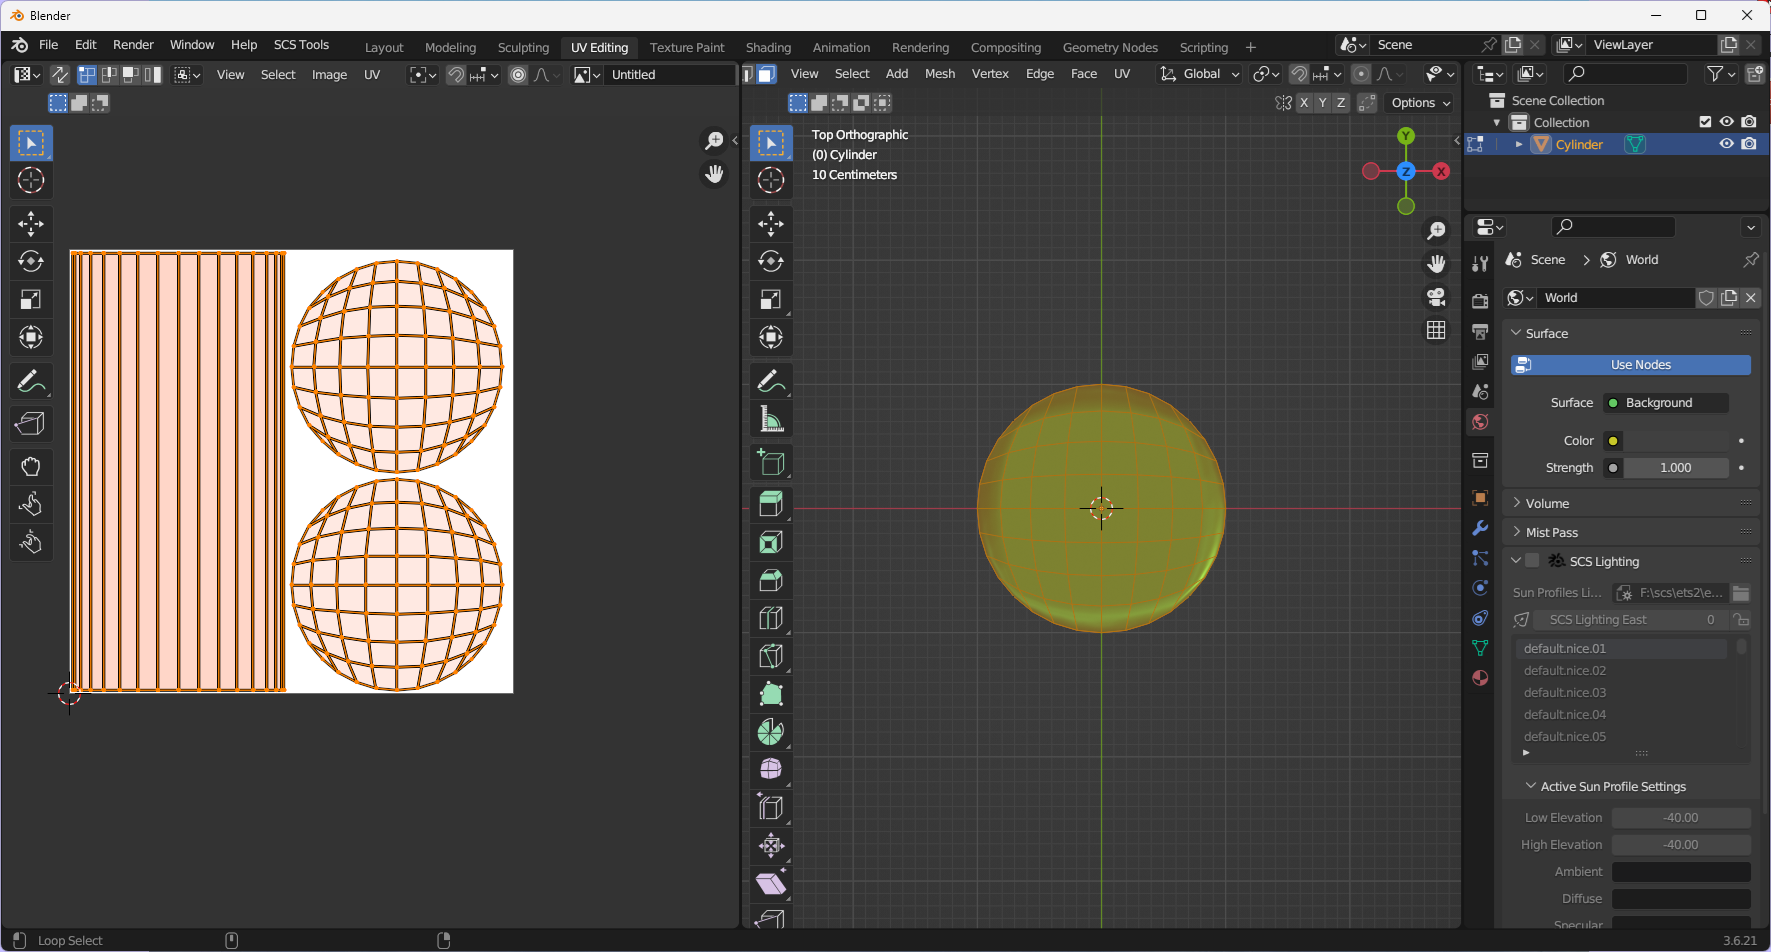 Blender
File Edit Render Window Help SCS Tools
Layout Modeling Sculpting UV Editing Texture Paint Shading Animation Rendering Compositing Geometry Nodes Scripting +
Scene
ViewLayer
View Select Image UV
Untitled
View Select Add Mesh Vertex Edge Face UV
Global
X Y Z
Options
Top Orthographic
(0) Cylinder
10 Centimeters
Y
Z
X
Scene Collection
Collection
Cylinder
Scene > World
World
Surface
Use Nodes
Surface Background
Color
Strength 1.000
Volume
Mist Pass
SCS Lighting
Sun Profiles Li... F:\scs\ets2\e...
SCS Lighting East 0
default.nice.01
default.nice.02
default.nice.03
default.nice.04
default.nice.05
Active Sun Profile Settings
Low Elevation -40.00
High Elevation -40.00
Ambient
Diffuse
Specular
Loop Select
3.6.21